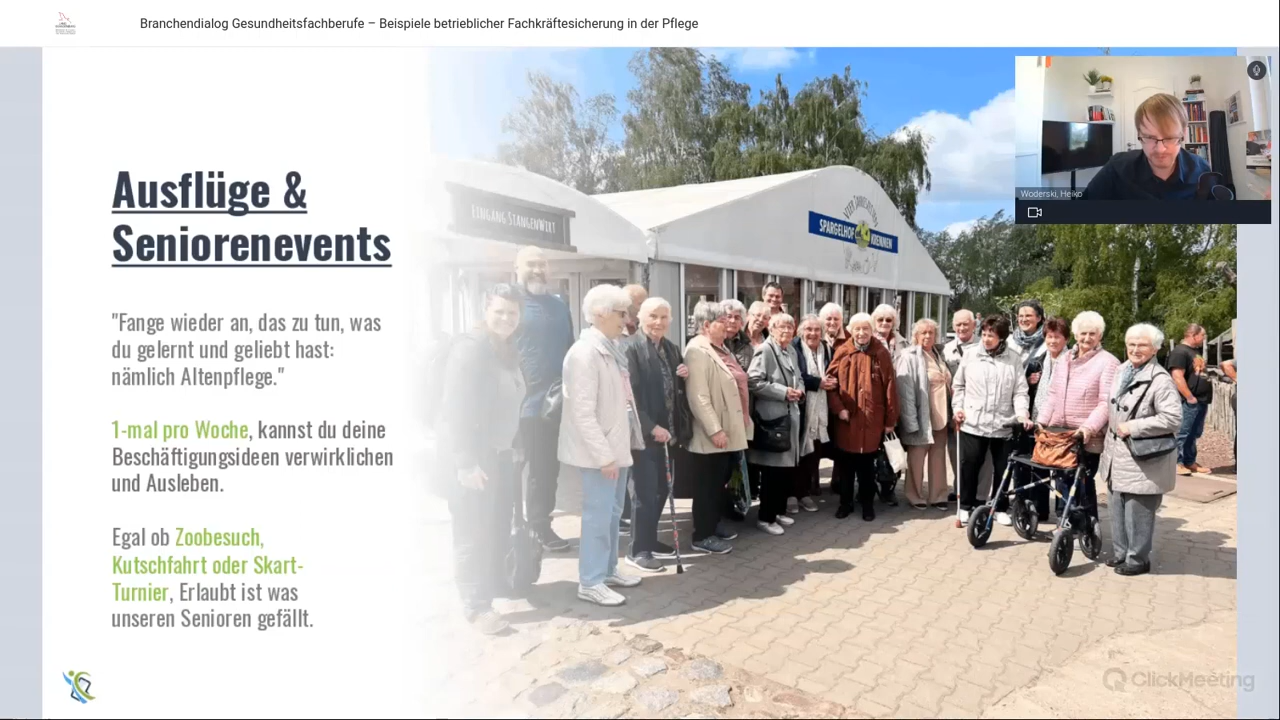 Branchendialog Gesundheitsfachberufe – Beispiele betrieblicher Fachkräftesicherung in der Pflege
Ausflüge &
Seniorenevents
"Fange wieder an, das zu tun, was
du gelernt und geliebt hast:
nämlich Altenpflege."
1-mal pro Woche, kannst du deine
Beschäftigungsideen verwirklichen
und Ausleben.
Egal ob Zoobesuch,
Kutschfahrt oder Skart-
Turnier, Erlaubt ist was
unseren Senioren gefällt.
EINGANG STANGENWIRT
SPARGELHOF KREMMEN
Woderski, Heiko
ClickMeeting